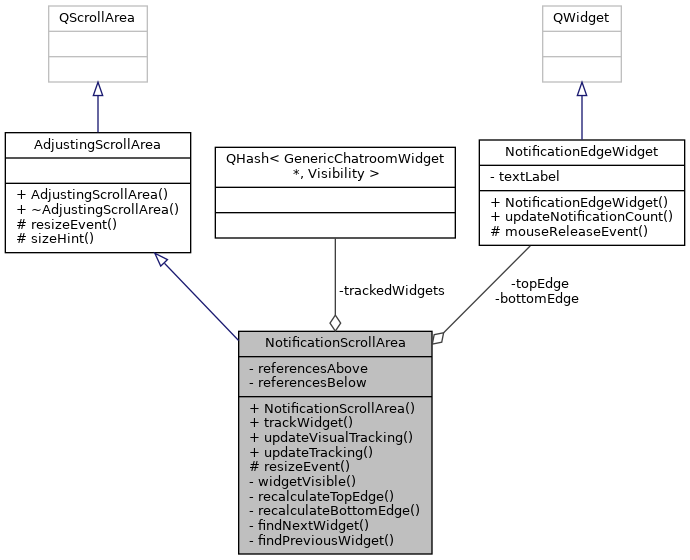 QScrollArea
QWidget
AdjustingScrollArea
+ AdjustingScrollArea()
+ ~AdjustingScrollArea()
# resizeEvent()
# sizeHint()
QHash< GenericChatroomWidget
*, Visibility >
NotificationEdgeWidget
- textLabel
+ NotificationEdgeWidget()
+ updateNotificationCount()
# mouseReleaseEvent()
-trackedWidgets
-topEdge
-bottomEdge
NotificationScrollArea
- referencesAbove
- referencesBelow
+ NotificationScrollArea()
+ trackWidget()
+ updateVisualTracking()
+ updateTracking()
# resizeEvent()
- widgetVisible()
- recalculateTopEdge()
- recalculateBottomEdge()
- findNextWidget()
- findPreviousWidget()